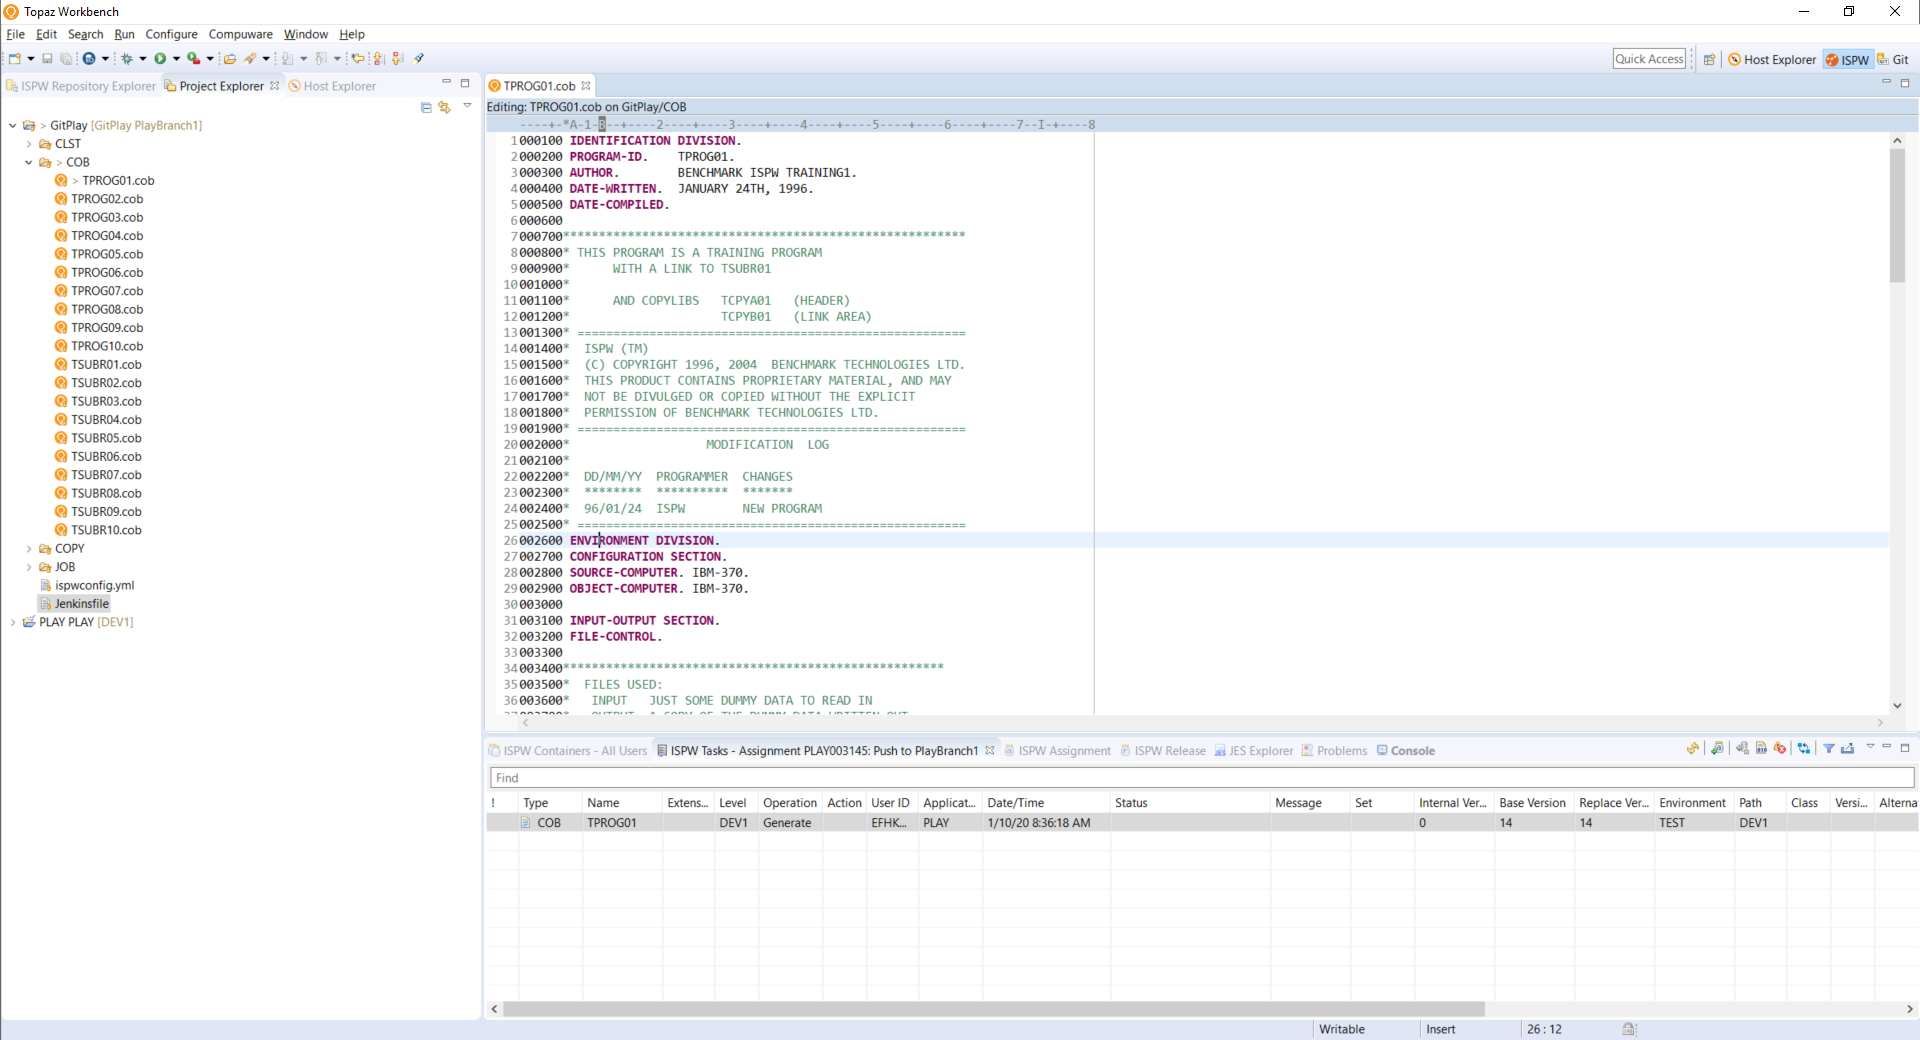 Topaz Workbench
File Edit Search Run Configure Compuware Window Help
Quick Access Host Explorer ISPW Git
ISPW Repository Explorer Project Explorer Host Explorer
> GitPlay [GitPlay PlayBranch1]
CLST
> COB
> TPROG01.cob
TPROG02.cob
TPROG03.cob
TPROG04.cob
TPROG05.cob
TPROG06.cob
TPROG07.cob
TPROG08.cob
TPROG09.cob
TPROG10.cob
TSUBR01.cob
TSUBR02.cob
TSUBR03.cob
TSUBR04.cob
TSUBR05.cob
TSUBR06.cob
TSUBR07.cob
TSUBR08.cob
TSUBR09.cob
TSUBR10.cob
COPY
JOB
ispwconfig.yml
Jenkinsfile
PLAY PLAY [DEV1]
TPROG01.cob
Editing: TPROG01.cob on GitPlay/COB
----+-*A-1-B--+----2----+----3----+----4----+----5----+----6----+----7--I-+----8
1 000100 IDENTIFICATION DIVISION.
2 000200 PROGRAM-ID.    TPROG01.
3 000300 AUTHOR.        BENCHMARK ISPW TRAINING1.
4 000400 DATE-WRITTEN.  JANUARY 24TH, 1996.
5 000500 DATE-COMPILED.
6 000600
7 000700********************************************************
8 000800* THIS PROGRAM IS A TRAINING PROGRAM
9 000900*      WITH A LINK TO TSUBR01
10 001000*
11 001100*      AND COPYLIBS   TCPYA01   (HEADER)
12 001200*                     TCPYB01   (LINK AREA)
13 001300* ======================================================
14 001400*  ISPW (TM)
15 001500*  (C) COPYRIGHT 1996, 2004  BENCHMARK TECHNOLOGIES LTD.
16 001600*  THIS PRODUCT CONTAINS PROPRIETARY MATERIAL, AND MAY
17 001700*  NOT BE DIVULGED OR COPIED WITHOUT THE EXPLICIT
18 001800*  PERMISSION OF BENCHMARK TECHNOLOGIES LTD.
19 001900* ======================================================
20 002000*                   MODIFICATION  LOG
21 002100*
22 002200*  DD/MM/YY  PROGRAMMER  CHANGES
23 002300*  ********  **********  *******
24 002400*  96/01/24  ISPW        NEW PROGRAM
25 002500* ======================================================
26 002600 ENVIRONMENT DIVISION.
27 002700 CONFIGURATION SECTION.
28 002800 SOURCE-COMPUTER. IBM-370.
29 002900 OBJECT-COMPUTER. IBM-370.
30 003000
31 003100 INPUT-OUTPUT SECTION.
32 003200 FILE-CONTROL.
33 003300
34 003400*****************************************************
35 003500*  FILES USED:
36 003600*   INPUT   JUST SOME DUMMY DATA TO READ IN
37 003700*   OUTPUT  A COPY OF THE DUMMY DATA WRITTEN OUT
ISPW Containers - All Users ISPW Tasks - Assignment PLAY003145: Push to PlayBranch1 ISPW Assignment ISPW Release JES Explorer Problems Console
Find
! Type Name Extens... Level Operation Action User ID Applicat... Date/Time Status Message Set Internal Ver... Base Version Replace Ver... Environment Path Class Versi... Alterna
COB TPROG01 DEV1 Generate EFHK... PLAY 1/10/20 8:36:18 AM 0 14 14 TEST DEV1
Writable Insert 26 : 12